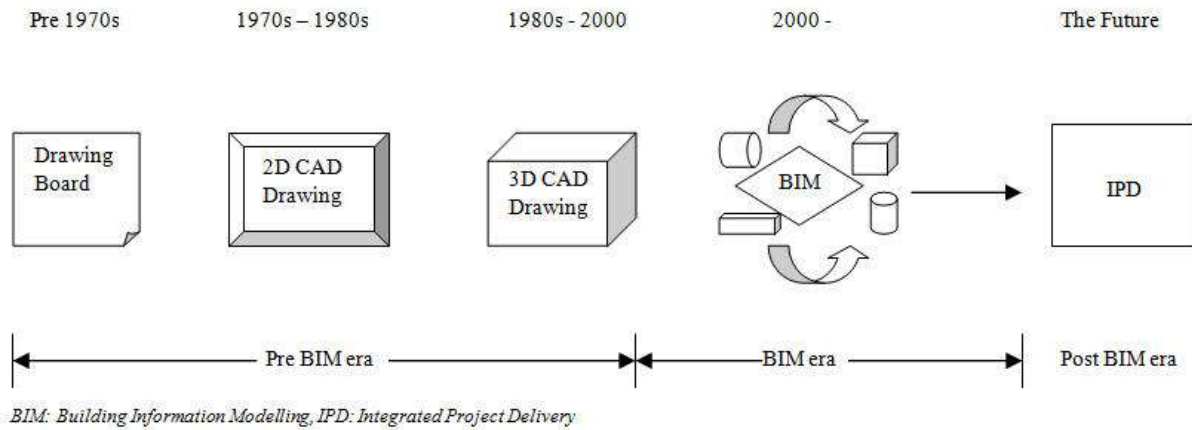 Pre 1970s
1970s – 1980s
1980s - 2000
2000 -
The Future
Drawing
Board
2D CAD
Drawing
3D CAD
Drawing
BIM
IPD
Pre BIM era
BIM era
Post BIM era
BIM: Building Information Modelling, IPD: Integrated Project Delivery